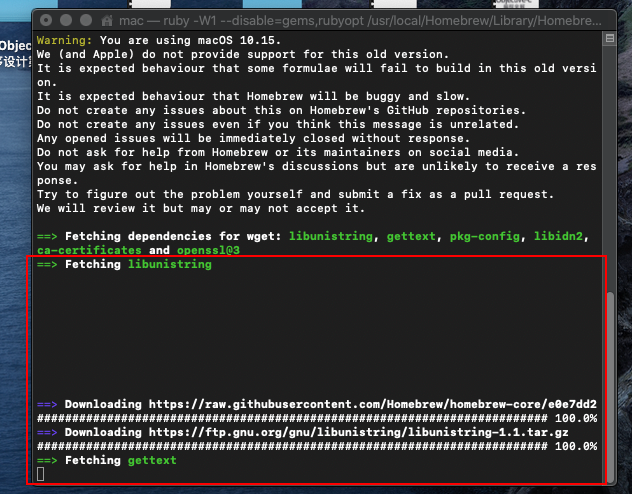 mac — ruby -W1 --disable=gems,rubyopt /usr/local/Homebrew/Library/Homebre...
Objec
Warning: You are using macOS 10.15.
We (and Apple) do not provide support for this old version.
It is expected behaviour that some formulae will fail to build in this old versi
on.
It is expected behaviour that Homebrew will be buggy and slow.
Do not create any issues about this on Homebrew's GitHub repositories.
Do not create any issues even if you think this message is unrelated.
Any opened issues will be immediately closed without response.
Do not ask for help from Homebrew or its maintainers on social media.
You may ask for help in Homebrew's discussions but are unlikely to receive a res
ponse.
Try to figure out the problem yourself and submit a fix as a pull request.
We will review it but may or may not accept it.
==> Fetching dependencies for wget: libunistring, gettext, pkg-config, libidn2,
ca-certificates and openssl@3
==> Fetching libunistring
==> Downloading https://raw.githubusercontent.com/Homebrew/homebrew-core/e0e7dd2
######################################################################### 100.0%
==> Downloading https://ftp.gnu.org/gnu/libunistring/libunistring-1.1.tar.gz
######################################################################### 100.0%
==> Fetching gettext